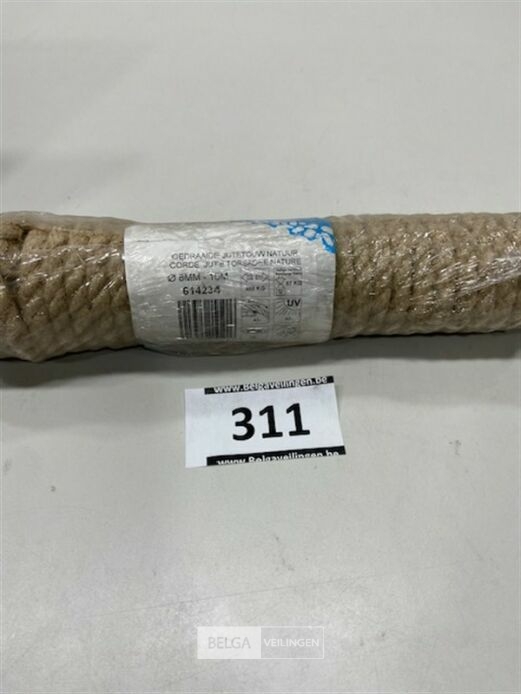 GEDRAAIDE JUTETOUW NATUUR
CORDE JUTE TORSADEE NATURE
Ø 8MM - 10M
614234
UV
www.Belgaveilingen.be
311
www.Belgaveilingen.be
BELGA VEILINGEN